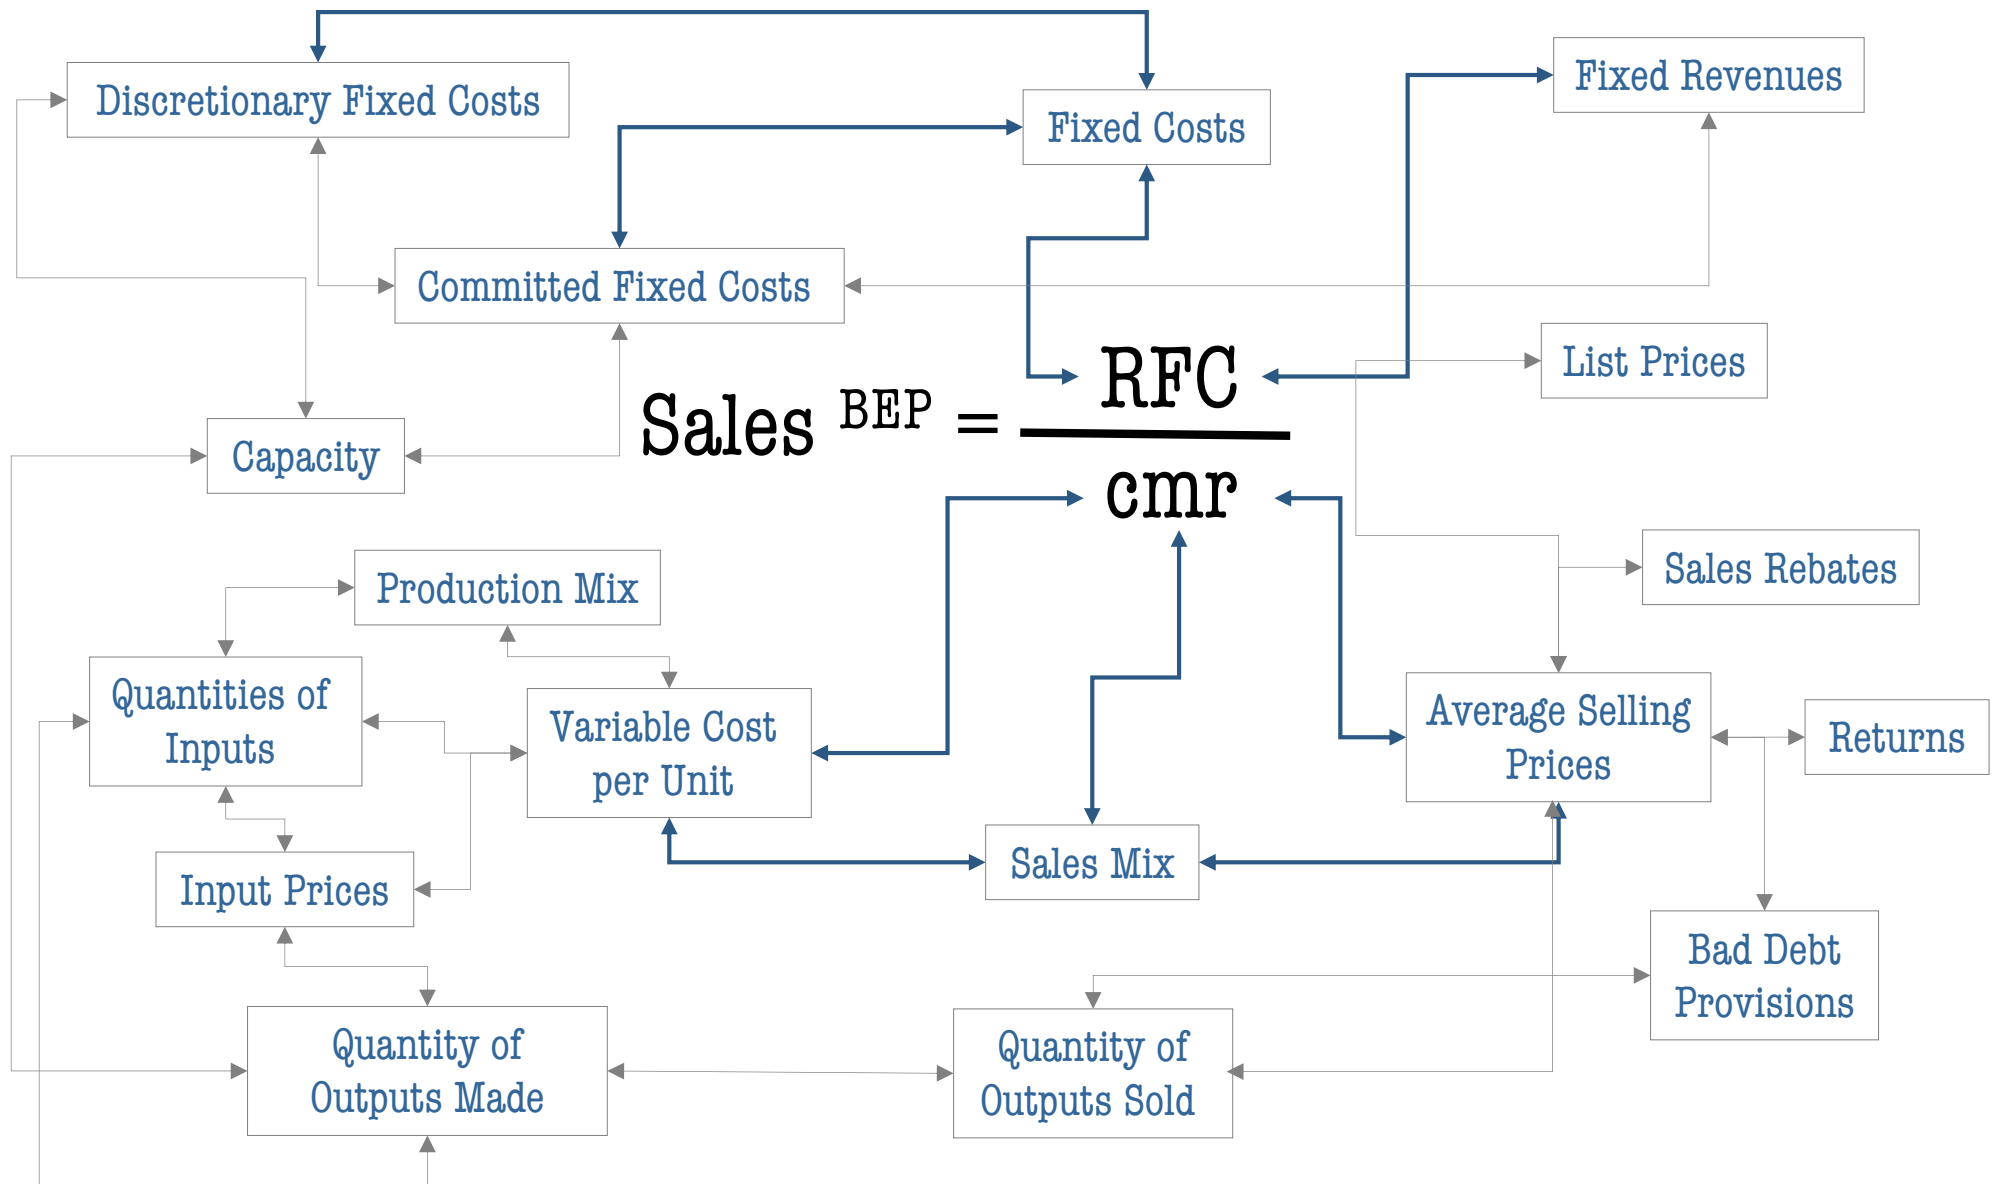 Discretionary Fixed Costs
Fixed Costs
Fixed Revenues
Committed Fixed Costs
List Prices
Capacity
Sales BEP = RFC
cmr
Production Mix
Sales Rebates
Quantities of
Inputs
Variable Cost
per Unit
Average Selling
Prices
Returns
Input Prices
Sales Mix
Bad Debt
Provisions
Quantity of
Outputs Made
Quantity of
Outputs Sold